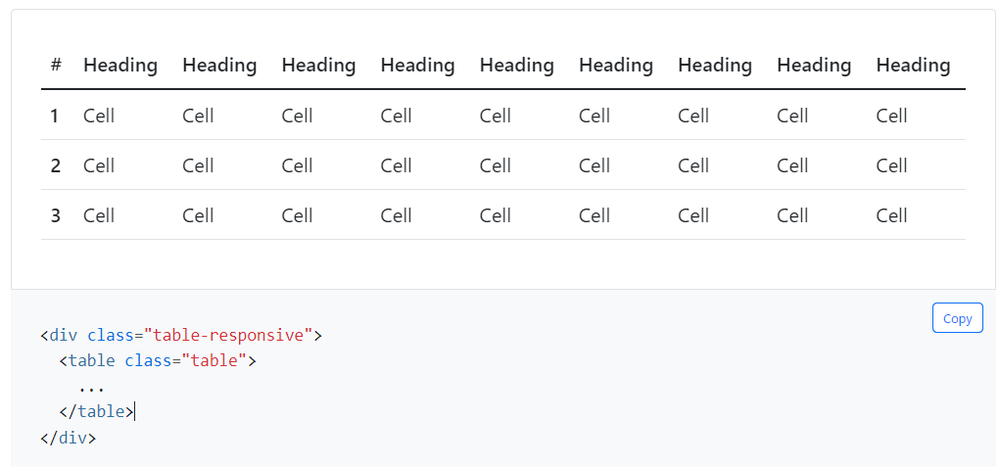 # Heading Heading Heading Heading Heading Heading Heading Heading Heading
1 Cell Cell Cell Cell Cell Cell Cell Cell Cell
2 Cell Cell Cell Cell Cell Cell Cell Cell Cell
3 Cell Cell Cell Cell Cell Cell Cell Cell Cell
Copy
<div class="table-responsive">
  <table class="table">
    ...
  </table>
</div>